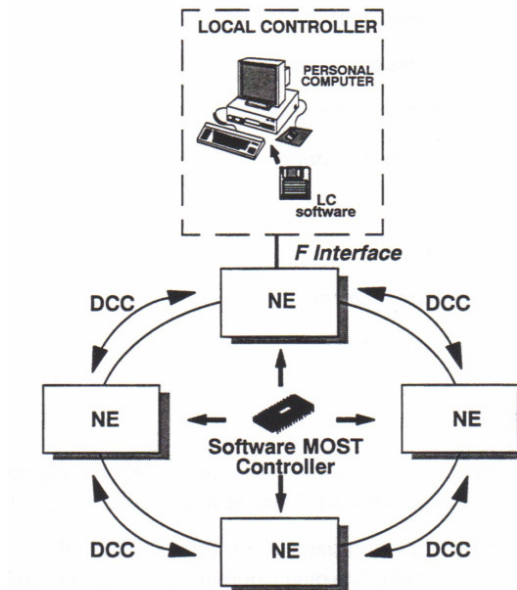 LOCAL CONTROLLER
PERSONAL
COMPUTER
LC
software
F Interface
NE
DCC
DCC
NE
NE
Software MOST
Controller
DCC
DCC
NE